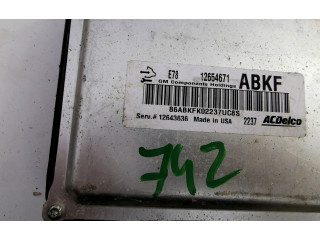 E78 12654671 ABKF
GM Components Holdings
86ABKFK02237UC8S
Serv.# 12643636 Made in USA 2237 ACDelco
742